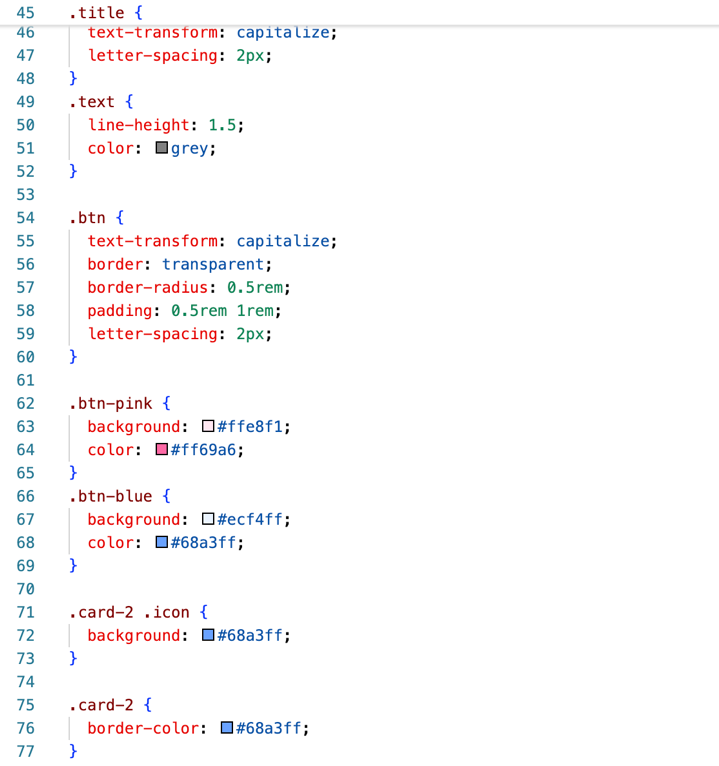 45 .title {
46 text-transform: capitalize;
47 letter-spacing: 2px;
48 }
49 .text {
50 line-height: 1.5;
51 color: grey;
52 }
53
54 .btn {
55 text-transform: capitalize;
56 border: transparent;
57 border-radius: 0.5rem;
58 padding: 0.5rem 1rem;
59 letter-spacing: 2px;
60 }
61
62 .btn-pink {
63 background: #ffe8f1;
64 color: #ff69a6;
65 }
66 .btn-blue {
67 background: #ecf4ff;
68 color: #68a3ff;
69 }
70
71 .card-2 .icon {
72 background: #68a3ff;
73 }
74
75 .card-2 {
76 border-color: #68a3ff;
77 }